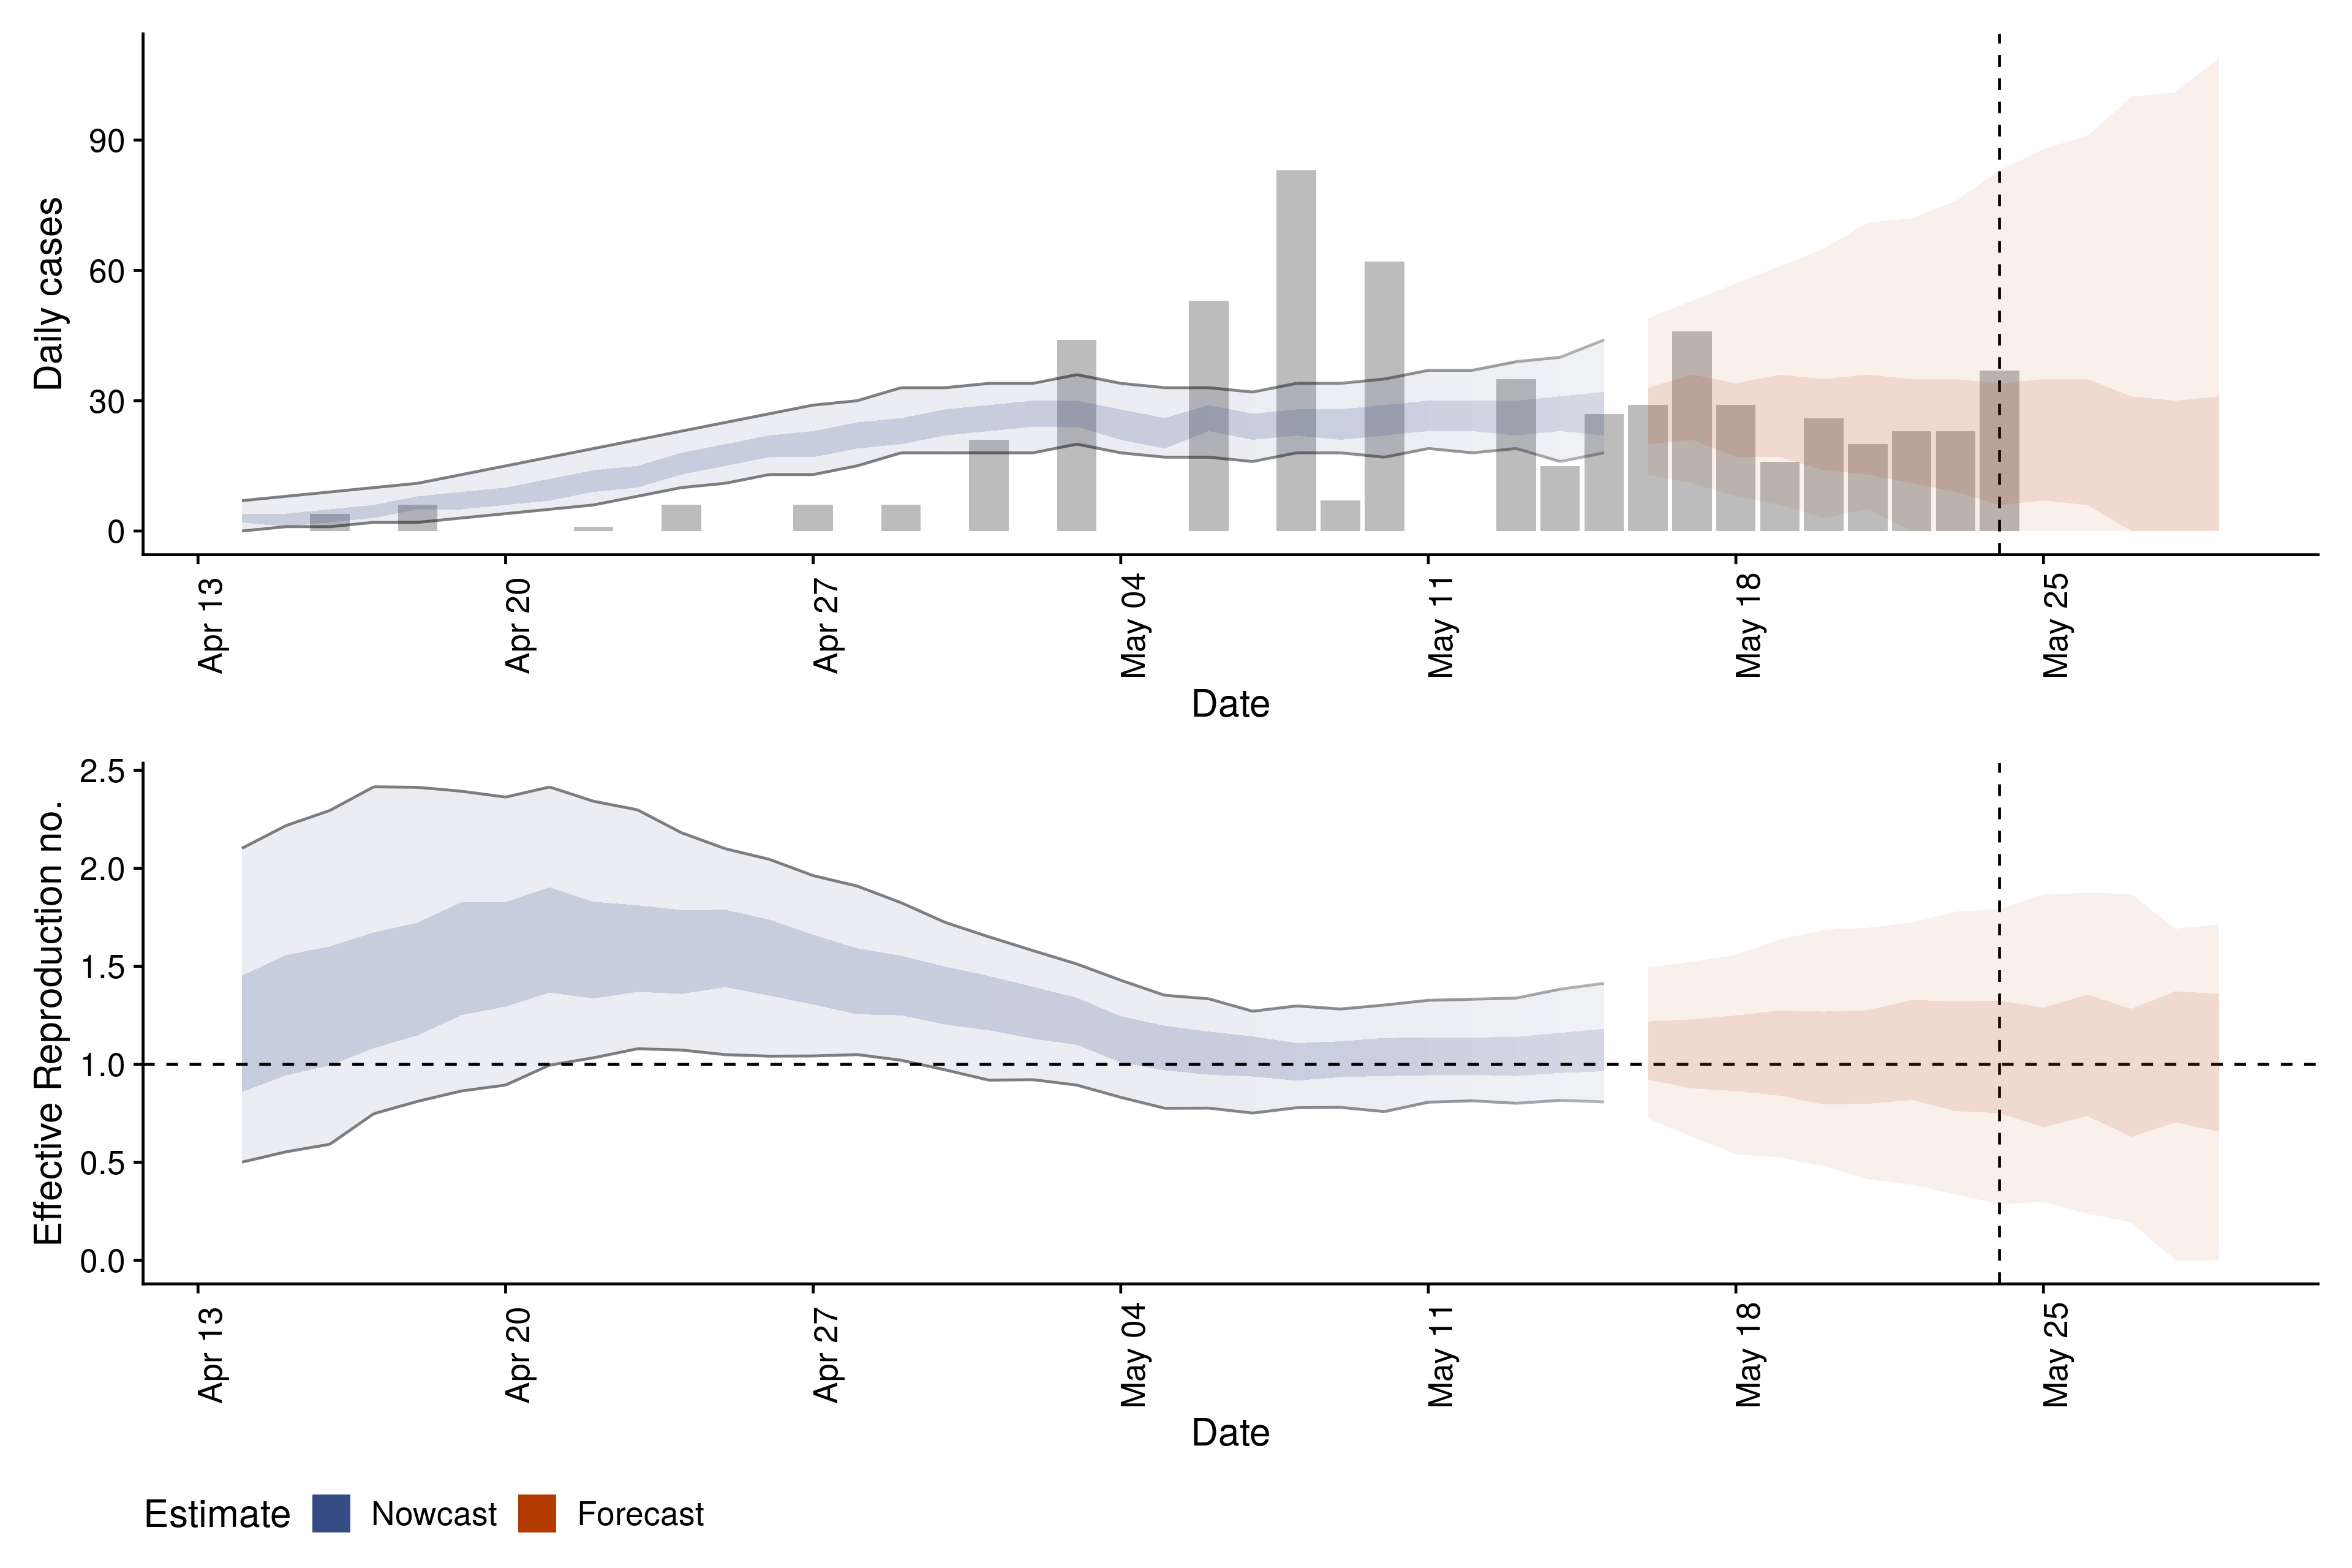 Daily cases
90
60
30
0
Apr 13
Apr 20
Apr 27
May 04
May 11
May 18
May 25
Date
Effective Reproduction no.
2.5
2.0
1.5
1.0
0.5
0.0
Apr 13
Apr 20
Apr 27
May 04
May 11
May 18
May 25
Date
Estimate Nowcast Forecast